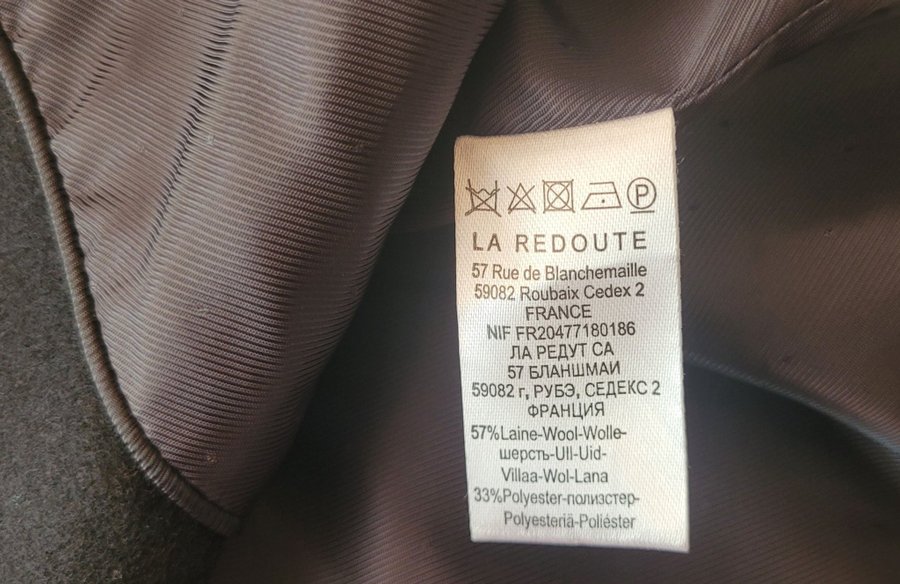 P
LA REDOUTE
57 Rue de Blanchemaille
59082 Roubaix Cedex 2
FRANCE
NIF FR20477180186
ЛА РЕДУТ СА
57 БЛАНШМАИ
59082 г, РУБЭ, СЕДЕКС 2
ФРАНЦИЯ
57%Laine-Wool-Wolle-
шерсть-Ull-Uid-
Villaa-Wol-Lana
33%Polyester-полиэстер-
Polyesteriä-Poliéster